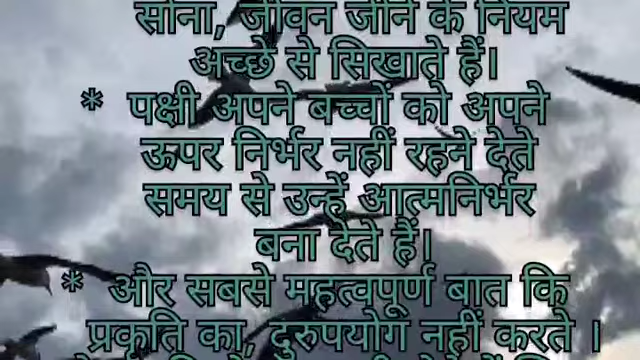 सोना, जीवन जीने के नियम
अच्छे से सिखाते हैं।
* पक्षी अपने बच्चों को अपने
ऊपर निर्भर नहीं रहने देते
समय से उन्हें आत्मनिर्भर
बना देते हैं।
* और सबसे महत्वपूर्ण बात कि
प्रकृति का, दुरुपयोग नहीं करते ।